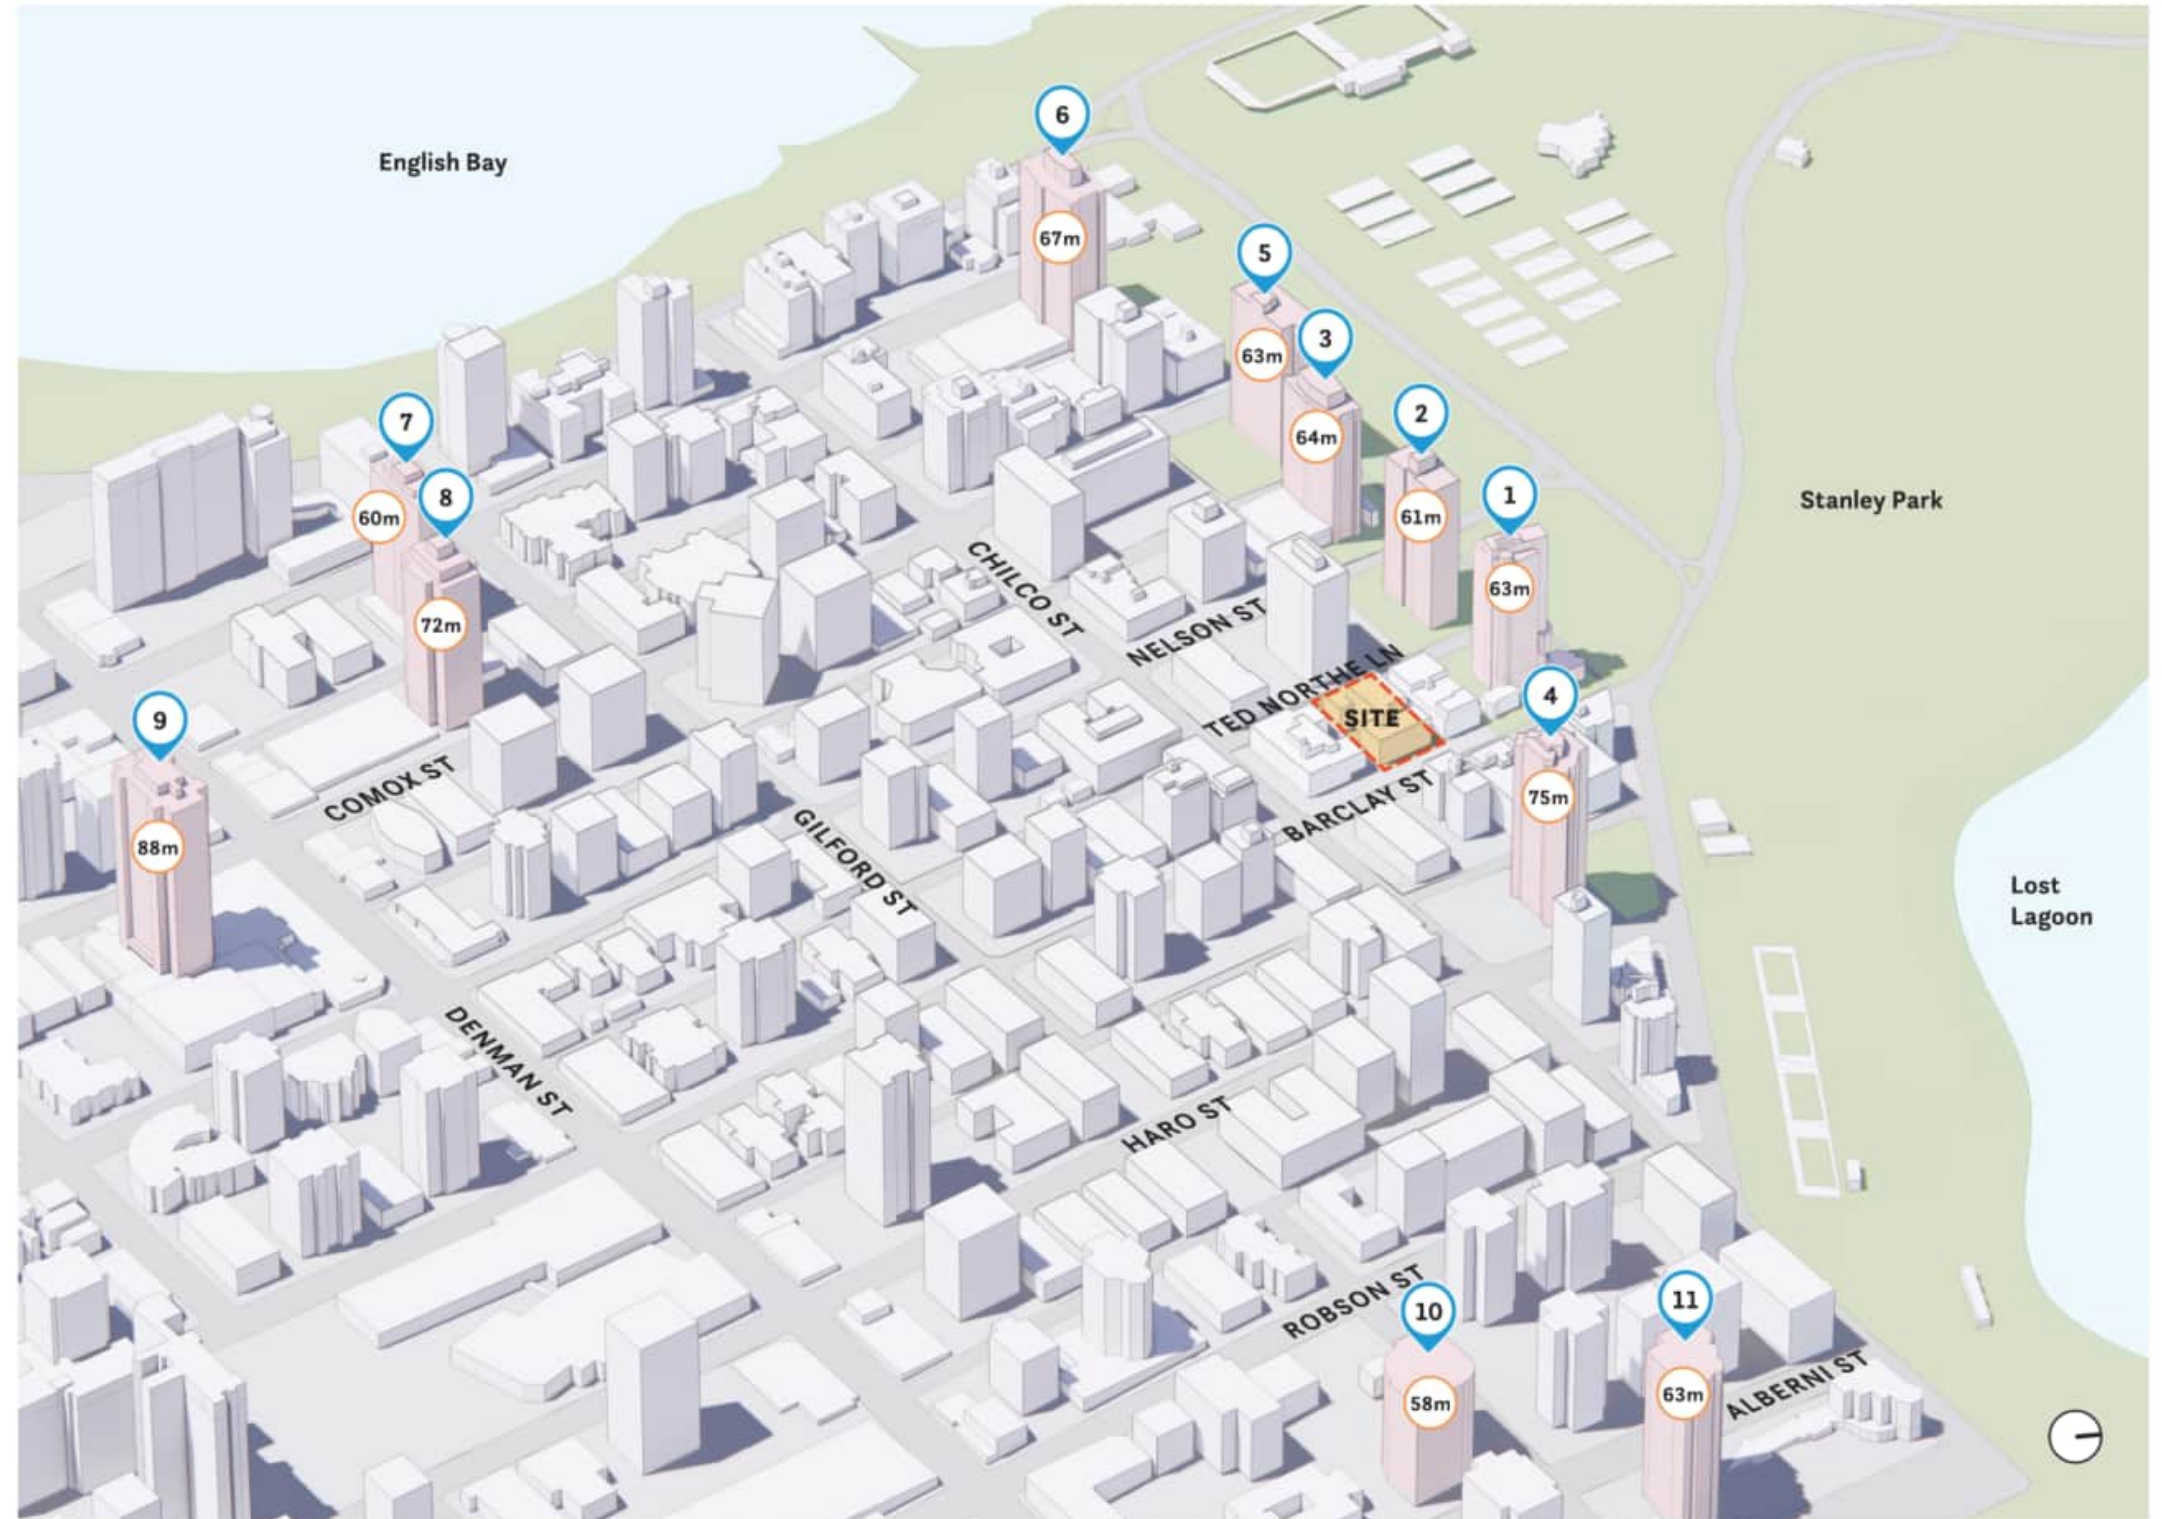 6
English Bay
67m
5
3
63m
7
2
64m
8
1
Stanley Park
60m
61m
CHILCO ST
63m
72m
NELSON ST
TED NORTHE LN
4
9
SITE
COMOX ST
75m
BARCLAY ST
88m
GILFORD ST
Lost
Lagoon
DENMAN ST
HARO ST
ROBSON ST
10
11
58m
63m
ALBERNI ST